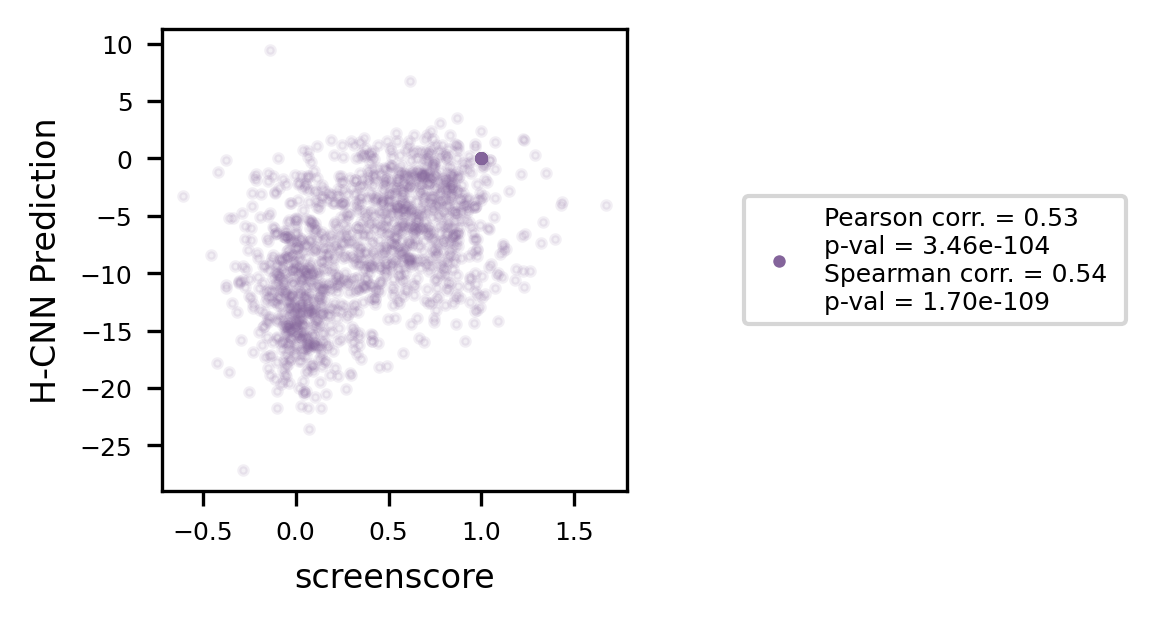 10
5
0
−5
−10
−15
−20
−25
H-CNN Prediction
−0.5
0.0
0.5
1.0
1.5
screenscore
Pearson corr. = 0.53
p-val = 3.46e-104
Spearman corr. = 0.54
p-val = 1.70e-109